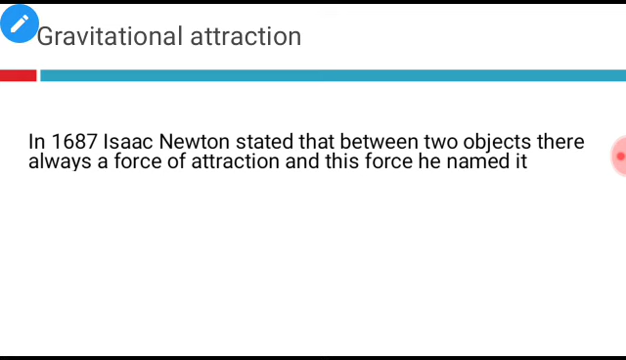 Gravitational attraction
In 1687 Isaac Newton stated that between two objects there
always a force of attraction and this force he named it